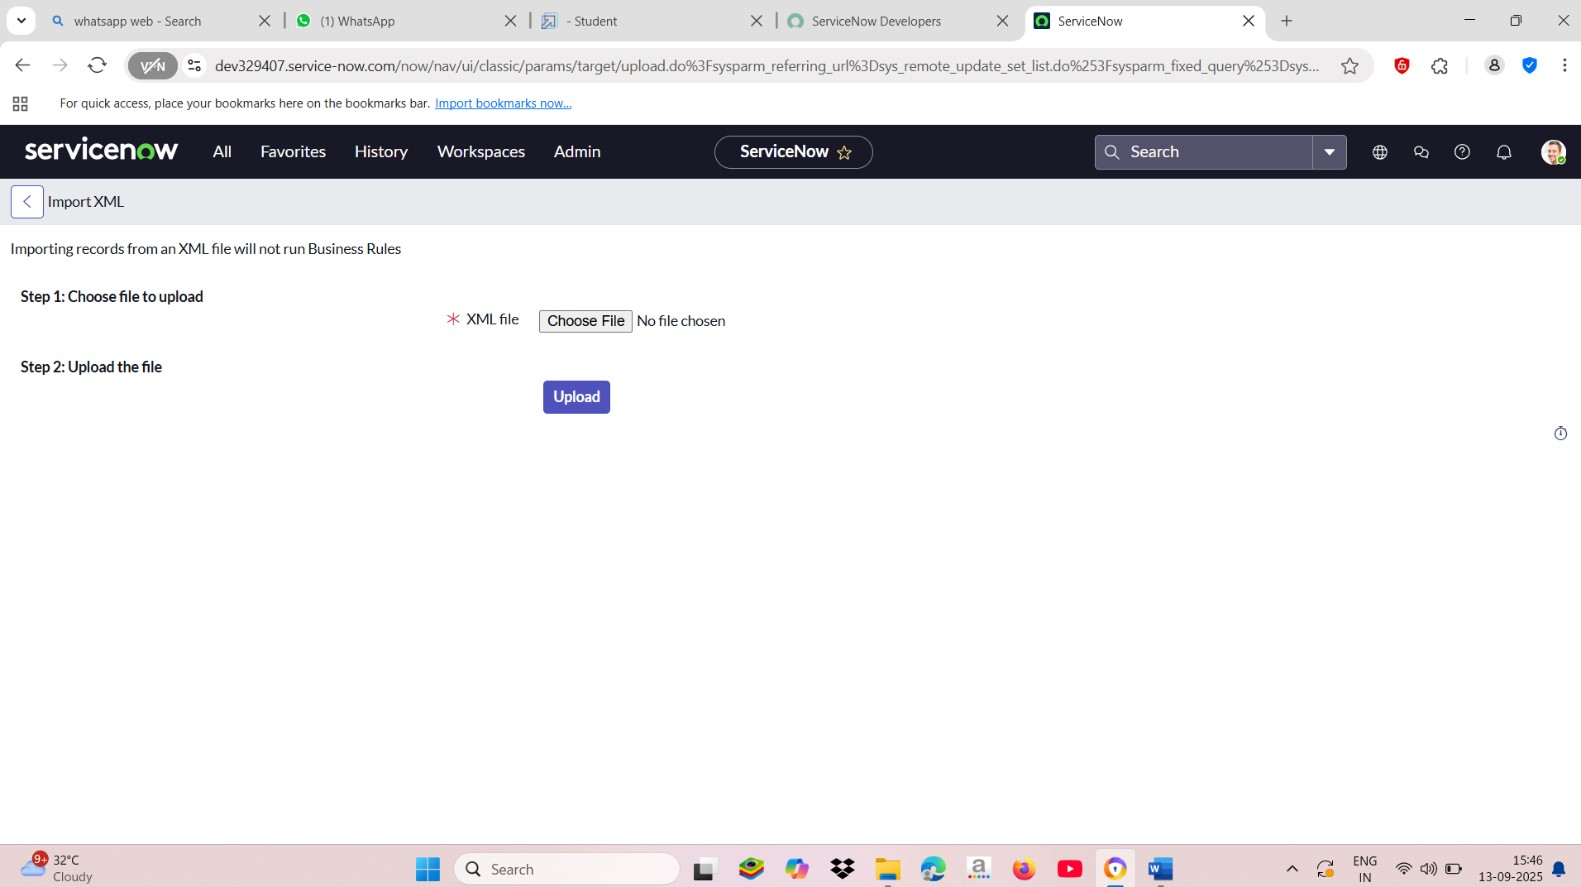 whatsapp web - Search
(1) WhatsApp
- Student
ServiceNow Developers
ServiceNow
VPN
dev329407.service-now.com/now/nav/ui/classic/params/target/upload.do%3Fsysparm_referring_url%3Dsys_remote_update_set_list.do%253Fsysparm_fixed_query%253Dsys...
For quick access, place your bookmarks here on the bookmarks bar. Import bookmarks now...
servicenow All Favorites History Workspaces Admin ServiceNow Search
Import XML
Importing records from an XML file will not run Business Rules
Step 1: Choose file to upload
XML file Choose File No file chosen
Step 2: Upload the file
Upload
9+
32°C
Cloudy
Search
a
W
ENG
IN
15:46
13-09-2025